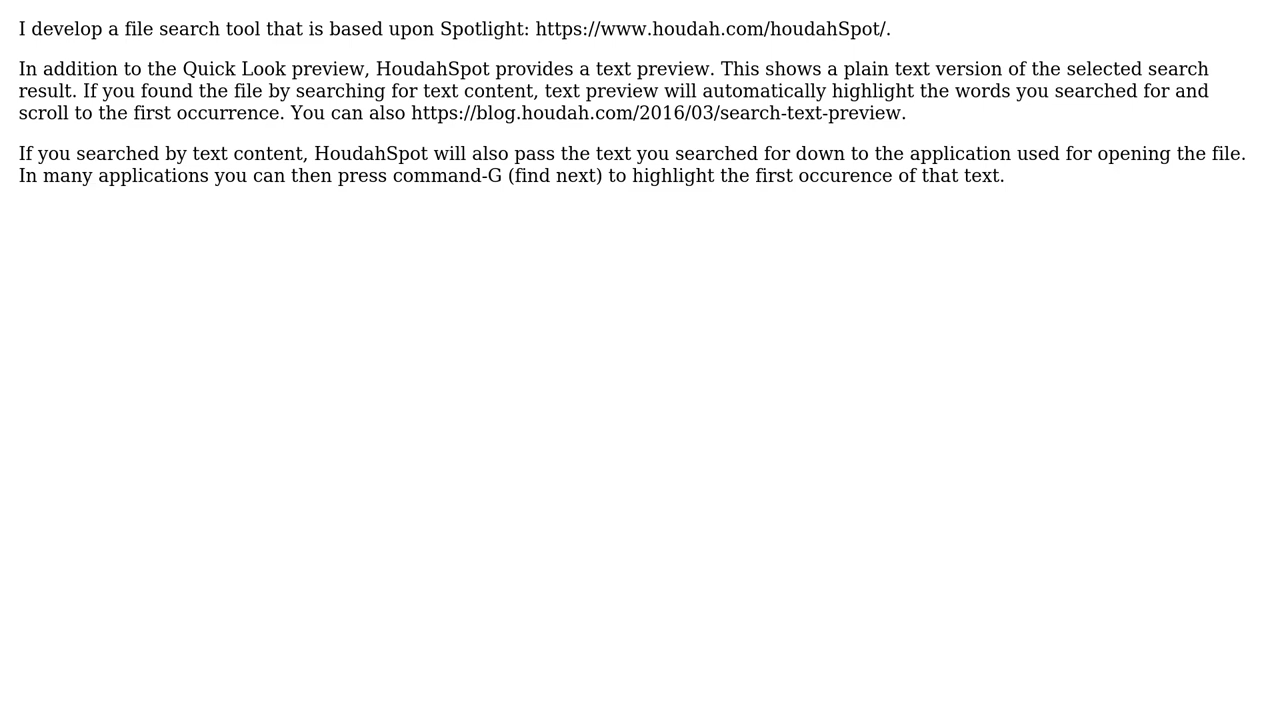 I develop a file search tool that is based upon Spotlight: https://www.houdah.com/houdahSpot/.
In addition to the Quick Look preview, HoudahSpot provides a text preview. This shows a plain text version of the selected search
result. If you found the file by searching for text content, text preview will automatically highlight the words you searched for and
scroll to the first occurrence. You can also https://blog.houdah.com/2016/03/search-text-preview.
If you searched by text content, HoudahSpot will also pass the text you searched for down to the application used for opening the file.
In many applications you can then press command-G (find next) to highlight the first occurence of that text.